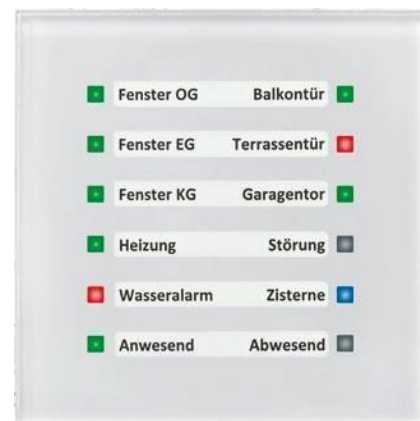 Fenster OG Balkontür
Fenster EG Terrassentür
Fenster KG Garagentor
Heizung Störung
Wasseralarm Zisterne
Anwesend Abwesend